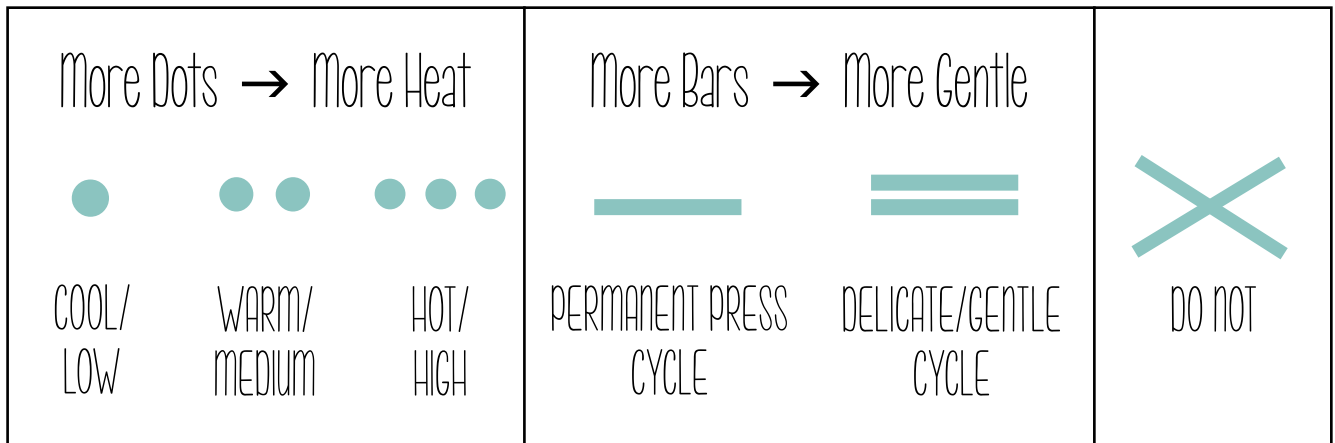 More Dots → More Heat
COOL/
LOW
WARM/
MEDIUM
HOT/
HIGH
More Bars → More Gentle
PERMANENT PRESS
CYCLE
DELICATE/GENTLE
CYCLE
DO NOT